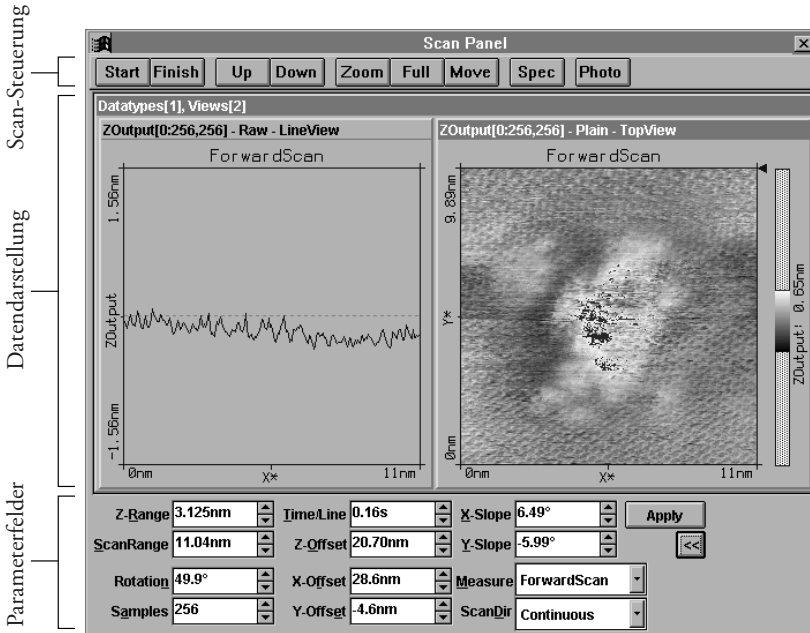 Scan Panel
Scan-Steuerung
Start Finish Up Down Zoom Full Move Spec Photo
Datendarstellung
Datatypes[1], Views[2]
ZOutput[0:256,256] - Raw - LineView
ForwardScan
1.56nm
ZOutput
-1.56nm
0nm X* 11nm
ZOutput[0:256,256] - Plain - TopView
ForwardScan
9.89nm
Y*
0nm
0nm X* 11nm
ZOutput: 0.65nm
Parameterfelder
Z-Range 3.125nm Time/Line 0.16s X-Slope 6.49° Apply
ScanRange 11.04nm Z-Offset 20.70nm Y-Slope -5.99° <<
Rotation 49.9° X-Offset 28.6nm Measure ForwardScan
Samples 256 Y-Offset -4.6nm ScanDir Continuous